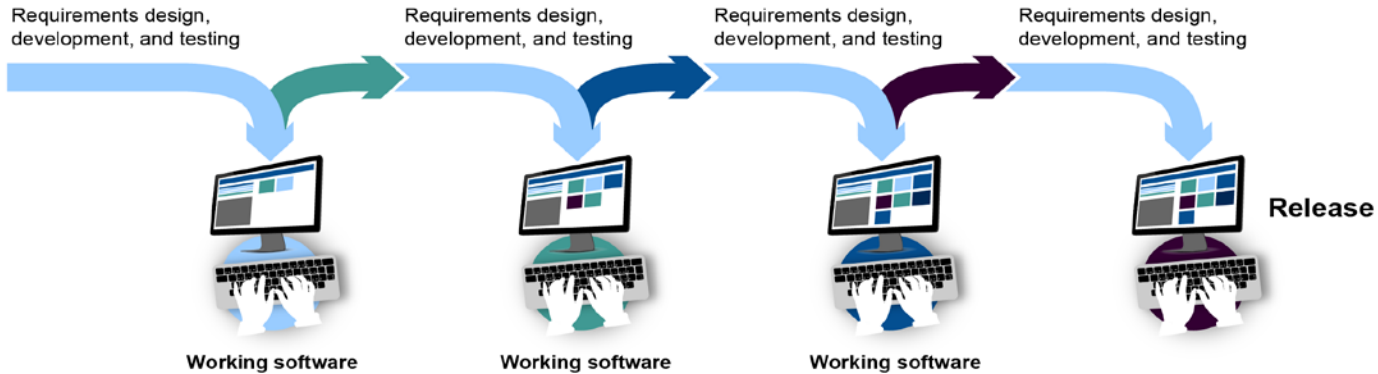 Requirements design,
development, and testing
Requirements design,
development, and testing
Requirements design,
development, and testing
Requirements design,
development, and testing
Release
Working software
Working software
Working software